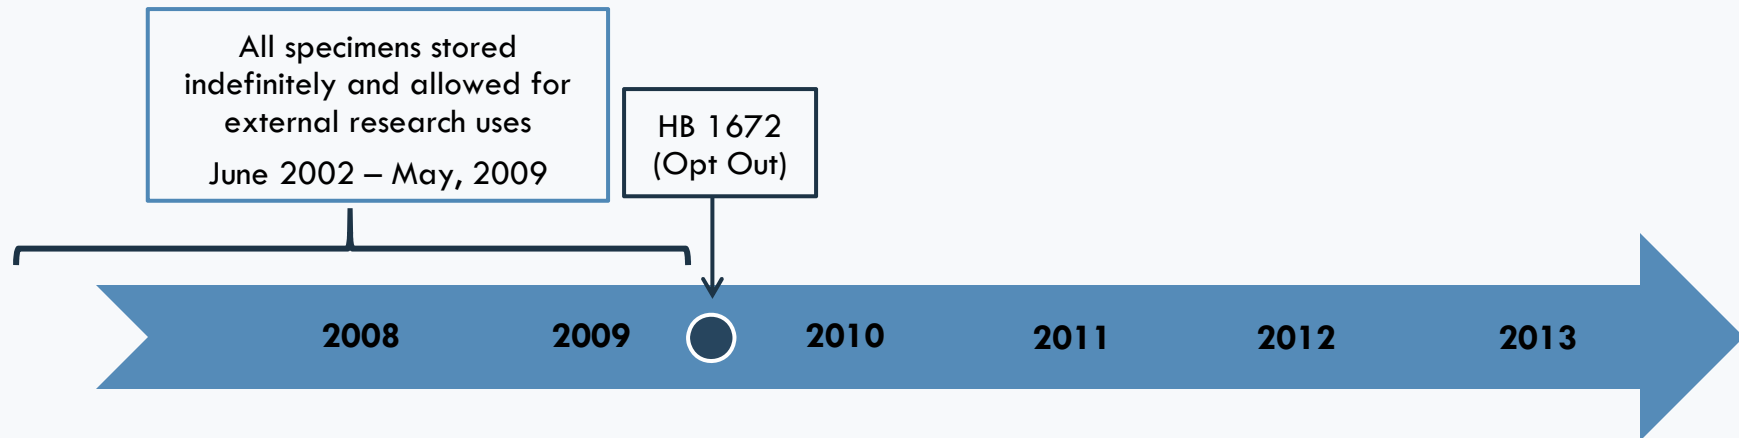 All specimens stored
indefinitely and allowed for
external research uses
June 2002 – May, 2009
HB 1672
(Opt Out)
2008 2009 2010 2011 2012 2013